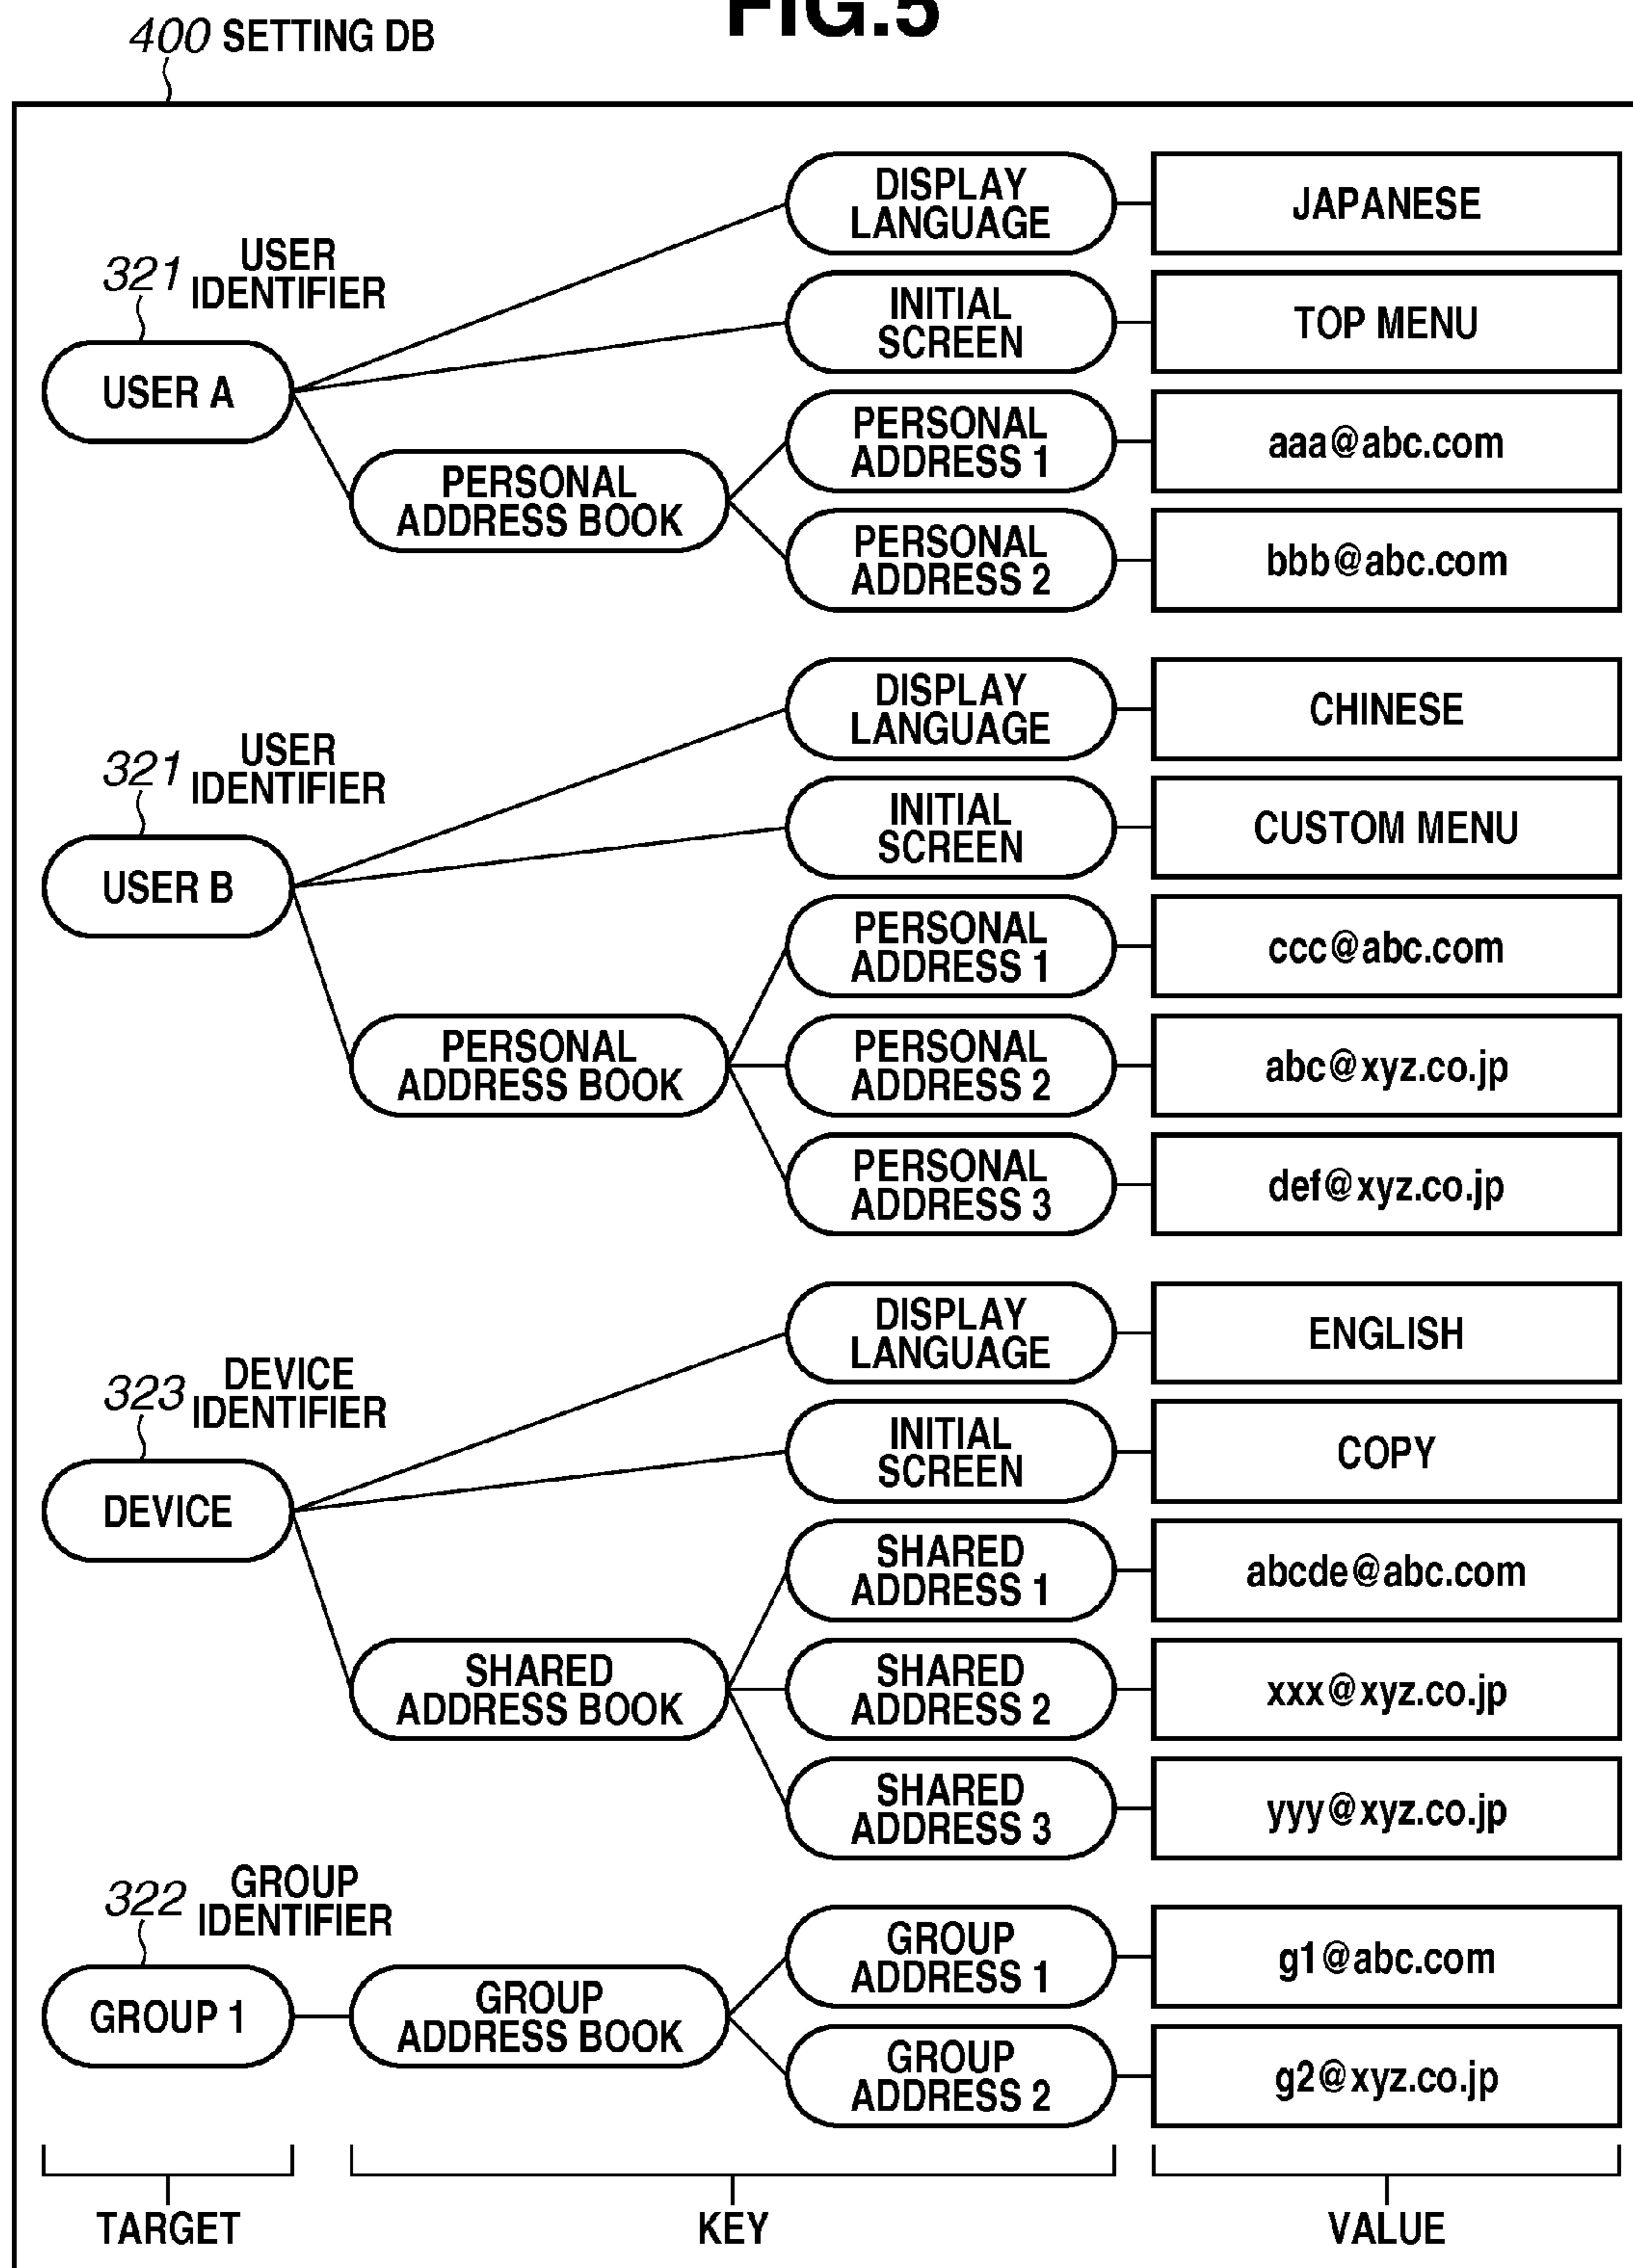 FIG.5
400 SETTING DB
DISPLAY
LANGUAGE
JAPANESE
321 USER
IDENTIFIER
INITIAL
SCREEN
TOP MENU
USER A
PERSONAL
ADDRESS 1
aaa@abc.com
PERSONAL
ADDRESS BOOK
PERSONAL
ADDRESS 2
bbb@abc.com
DISPLAY
LANGUAGE
CHINESE
321 USER
IDENTIFIER
INITIAL
SCREEN
CUSTOM MENU
USER B
PERSONAL
ADDRESS 1
ccc@abc.com
PERSONAL
ADDRESS BOOK
PERSONAL
ADDRESS 2
abc@xyz.co.jp
PERSONAL
ADDRESS 3
def@xyz.co.jp
DISPLAY
LANGUAGE
ENGLISH
323 DEVICE
IDENTIFIER
INITIAL
SCREEN
COPY
DEVICE
SHARED
ADDRESS 1
abcde@abc.com
SHARED
ADDRESS BOOK
SHARED
ADDRESS 2
xxx@xyz.co.jp
SHARED
ADDRESS 3
yyy@xyz.co.jp
322 GROUP
IDENTIFIER
GROUP
ADDRESS 1
g1@abc.com
GROUP 1
GROUP
ADDRESS BOOK
GROUP
ADDRESS 2
g2@xyz.co.jp
TARGET
KEY
VALUE